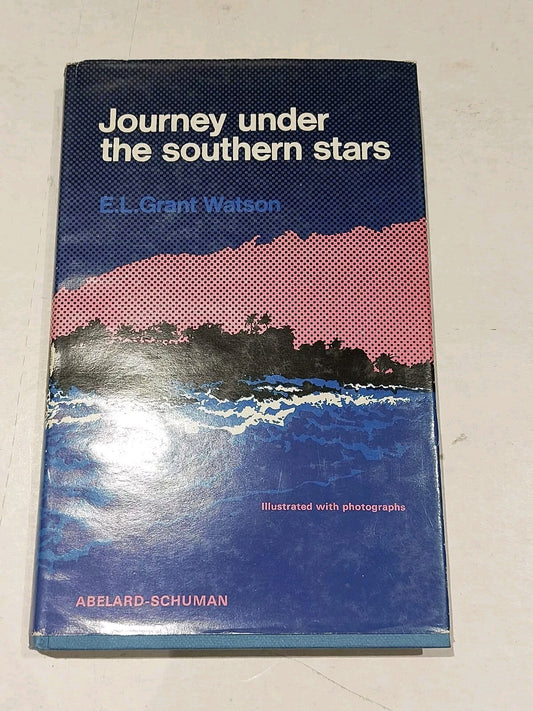 Journey under
the southern stars
E.L.Grant Watson
Illustrated with photographs
ABELARD-SCHUMAN